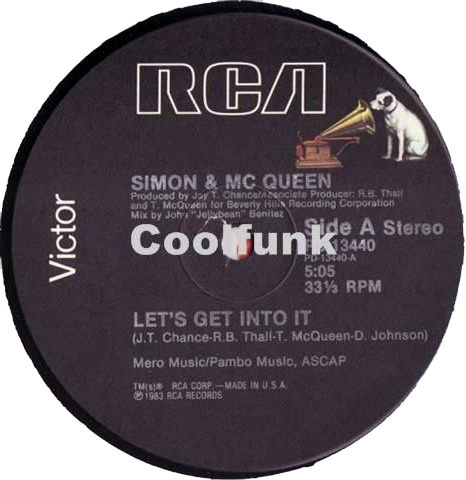 RCA
Victor
SIMON & MC QUEEN
Produced by Jay T. Chance/Associate Producer: R.B. Thall
and T. McQueen for Beverly Hills Recording Corporation
Mix by John "Jellybean" Benitez
Side A Stereo
Coolfunk
13440
PD-13440-A
5:05
33⅓ RPM
LET'S GET INTO IT
(J.T. Chance-R.B. Thall-T. McQueen-D. Johnson)
Mero Music/Pambo Music, ASCAP
TM(s)® RCA CORP.—MADE IN U.S.A.
℗ 1983 RCA RECORDS